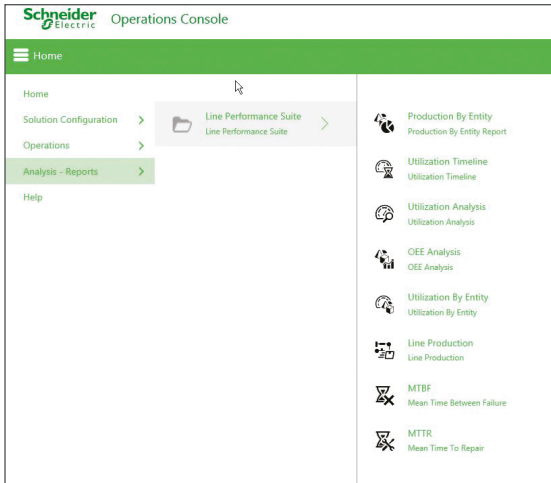 Schneider Electric
Operations Console
Home
Home
Solution Configuration
Operations
Analysis - Reports
Help
Line Performance Suite
Line Performance Suite
Production By Entity
Production By Entity Report
Utilization Timeline
Utilization Timeline
Utilization Analysis
Utilization Analysis
OEE Analysis
OEE Analysis
Utilization By Entity
Utilization By Entity
Line Production
Line Production
MTBF
Mean Time Between Failure
MTTR
Mean Time To Repair